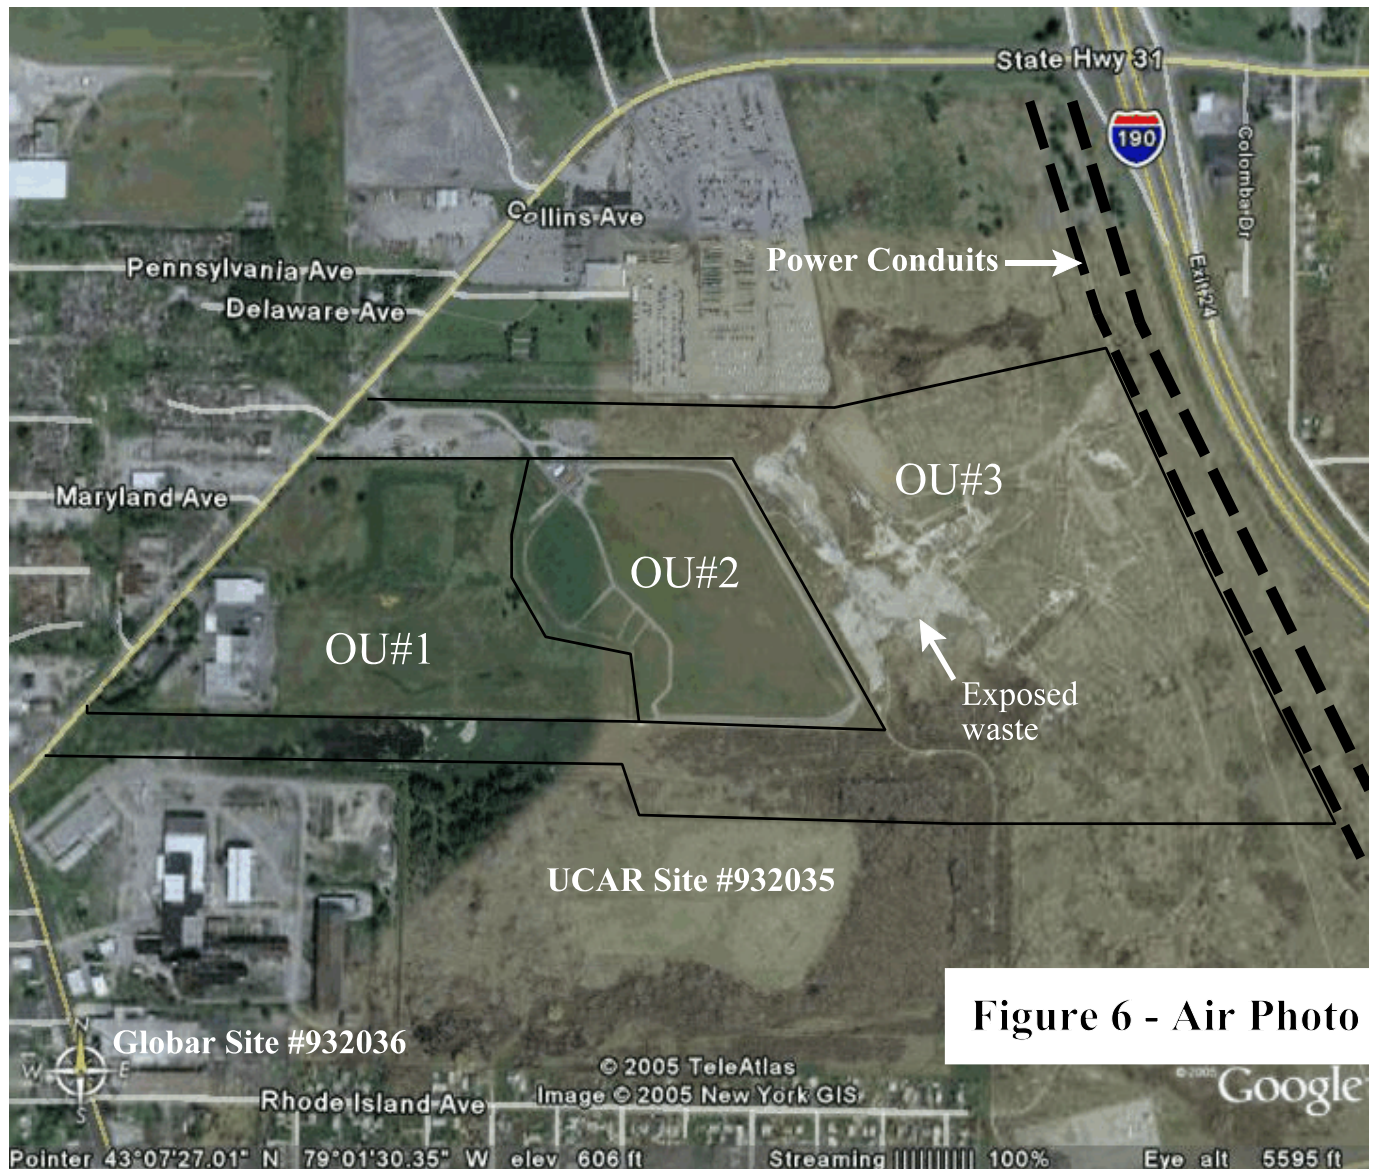 State Hwy 31
190
Colomba Dr
Collins Ave
Power Conduits
Exit 24
Pennsylvania Ave
Delaware Ave
OU#3
Maryland Ave
OU#2
OU#1
Exposed
waste
UCAR Site #932035
Figure 6 - Air Photo
N
Globar Site #932036
W E
S
© 2005 TeleAtlas
Image © 2005 New York GIS
©2005 Google
Rhode Island Ave
Pointer 43°07'27.01" N 79°01'30.35" W elev 606 ft Streaming |||||||||| 100% Eye alt 5595 ft